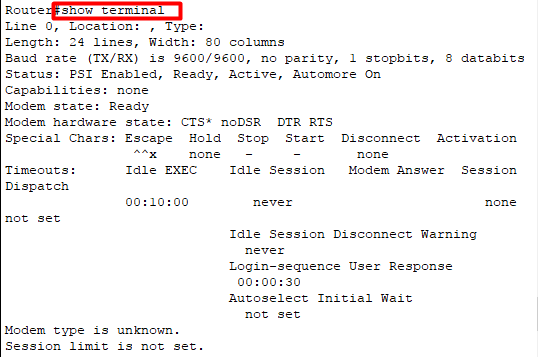 Router#show terminal
Line 0, Location: , Type:
Length: 24 lines, Width: 80 columns
Baud rate (TX/RX) is 9600/9600, no parity, 1 stopbits, 8 databits
Status: PSI Enabled, Ready, Active, Automore On
Capabilities: none
Modem state: Ready
Modem hardware state: CTS* noDSR  DTR RTS
Special Chars: Escape  Hold  Stop  Start  Disconnect  Activation
                ^^x    none   -     -       none
Timeouts:      Idle EXEC    Idle Session   Modem Answer  Session
Dispatch
               00:10:00        never                        none
not set
                            Idle Session Disconnect Warning
                              never
                            Login-sequence User Response
                             00:00:30
                            Autoselect Initial Wait
                              not set
Modem type is unknown.
Session limit is not set.